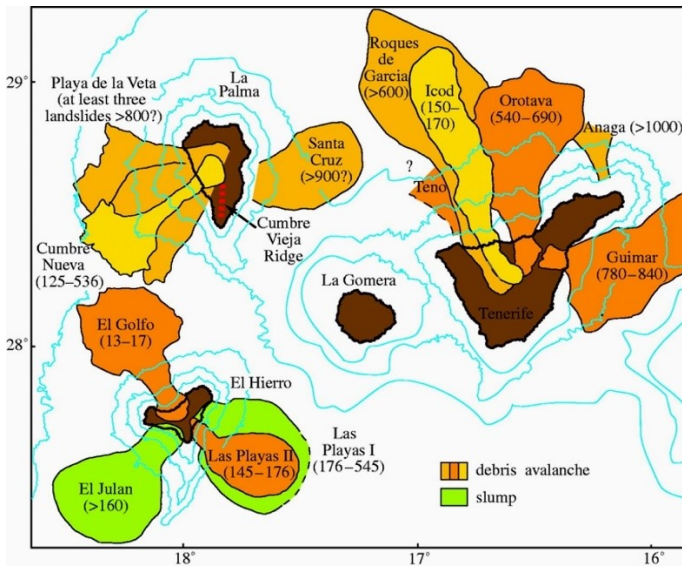 29°
Playa de la Veta
(at least three
landslides >800?)
La
Palma
Roques
de
Garcia
(>600)
Icod
(150–
170)
Orotava
(540–690)
Anaga (>1000)
Santa
Cruz
(>900?)
?
Teno
Cumbre
Vieja
Ridge
Cumbre
Nueva
(125–536)
Guimar
(780–840)
La Gomera
Tenerife
El Golfo
(13–17)
28°
El Hierro
Las Playas II
(145–176)
Las
Playas I
(176–545)
El Julan
(>160)
debris avalanche
slump
18°
17°
16°